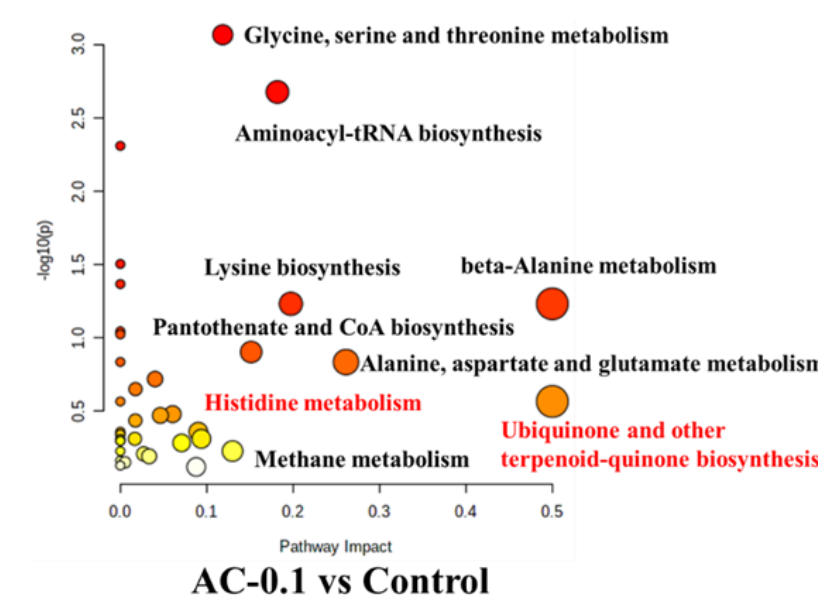 3.0
Glycine, serine and threonine metabolism
2.5
Aminoacyl-tRNA biosynthesis
2.0
-log10(p)
1.5
Lysine biosynthesis
beta-Alanine metabolism
1.0
Pantothenate and CoA biosynthesis
Alanine, aspartate and glutamate metabolism
0.5
Histidine metabolism
Ubiquinone and other
terpenoid-quinone biosynthesis
Methane metabolism
0.0 0.1 0.2 0.3 0.4 0.5
Pathway Impact
AC-0.1 vs Control